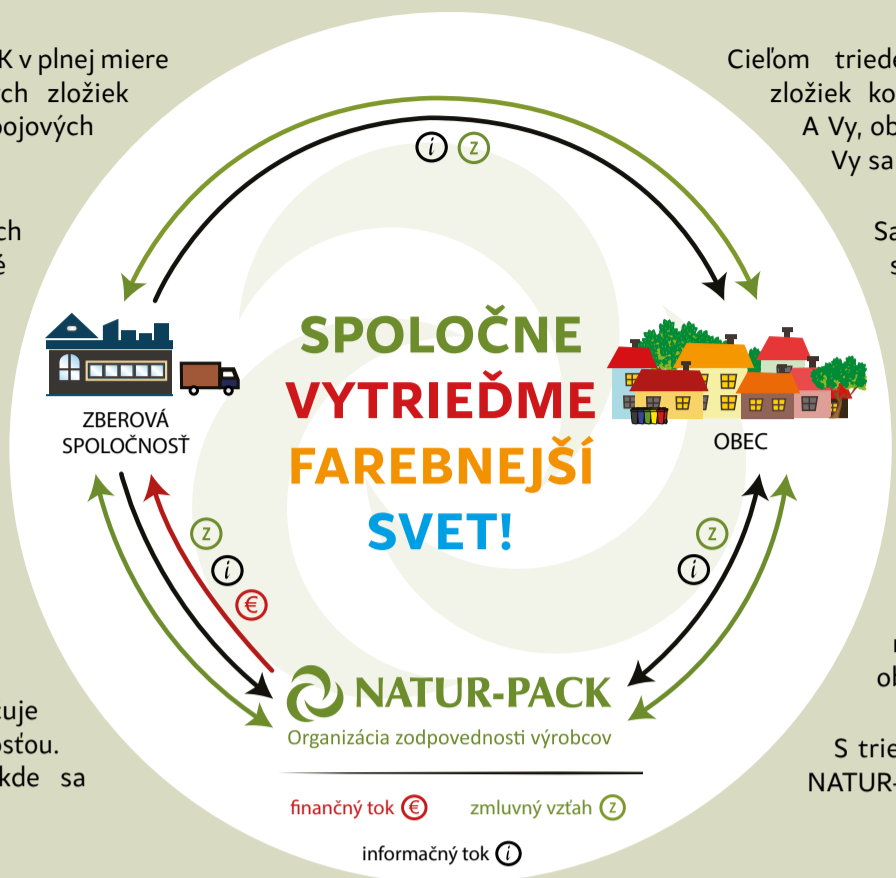 K v plnej miere
ch zložiek
pojových
ch
é
Cieľom triede
zložiek ko
A Vy, ob
Vy sa
Sa
s
i z
ZBEROVÁ
SPOLOČNOSŤ
SPOLOČNE
VYTRIEĎME
FAREBNEJŠÍ
SVET!
OBEC
z
i
€
z
i
NATUR-PACK
Organizácia zodpovednosti výrobcov
finančný tok € zmluvný vzťah z
informačný tok i
uje
osťou.
kde sa
ob
S trie
NATUR-